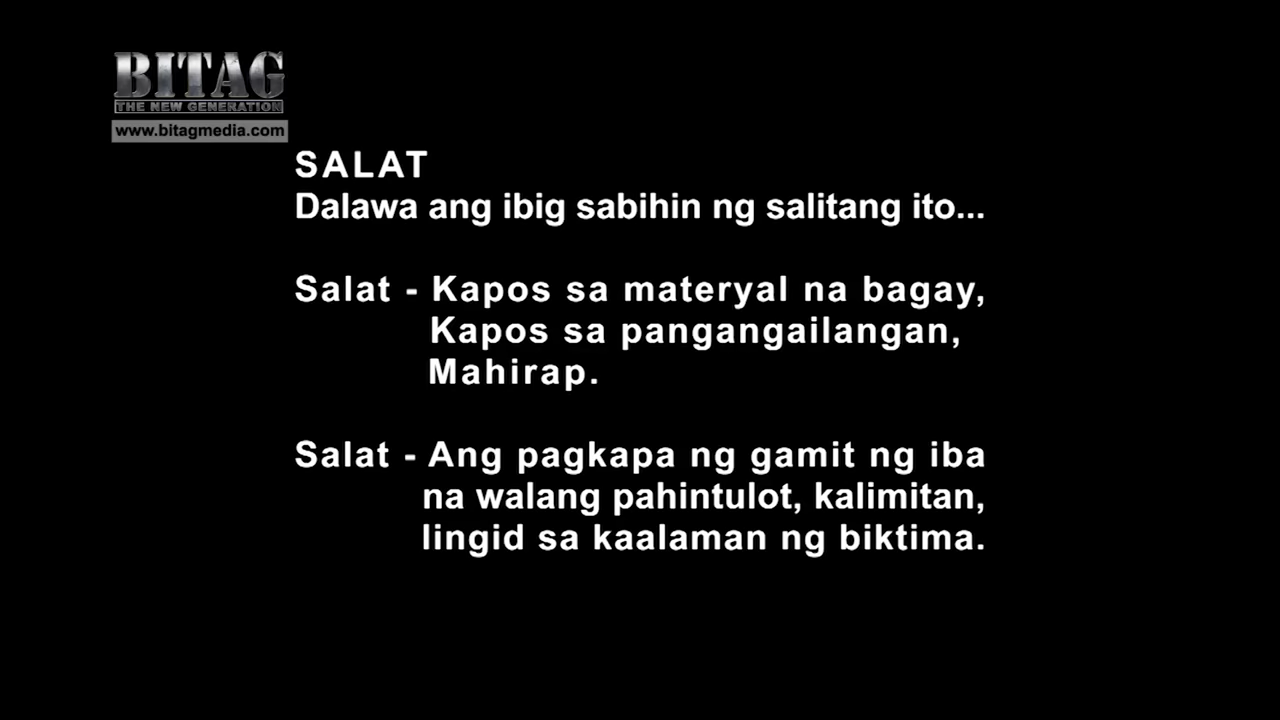 BITAG
THE NEW GENERATION
www.bitagmedia.com
SALAT
Dalawa ang ibig sabihin ng salitang ito...
Salat - Kapos sa materyal na bagay,
Kapos sa pangangailangan,
Mahirap.
Salat - Ang pagkapa ng gamit ng iba
na walang pahintulot, kalimitan,
lingid sa kaalaman ng biktima.